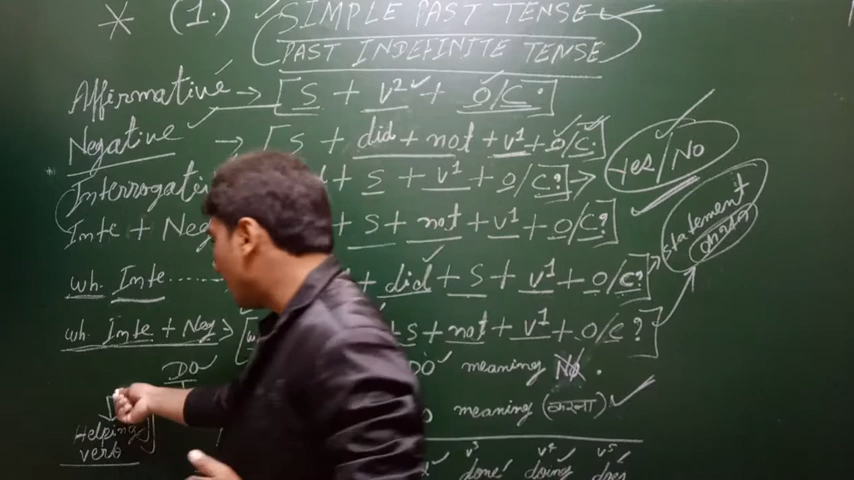 * (1.) SIMPLE PAST TENSE
PAST INDEFINITE TENSE
Affirmative → [S + v² + O/C.]
Negative → [S + did + not + v¹ + O/C.]
+ S + v¹ + O/C?] → Yes/No
Inte + Neg + S + not + v¹ + O/C?]
statement
wh. Inte ...... + did + S + v¹ + O/C?]
wh. Inte + Neg → + S + not + v¹ + O/C?]
DO
meaning No.
meaning (करना)
Helping
verb
v³ v⁴ v⁵
done doing does